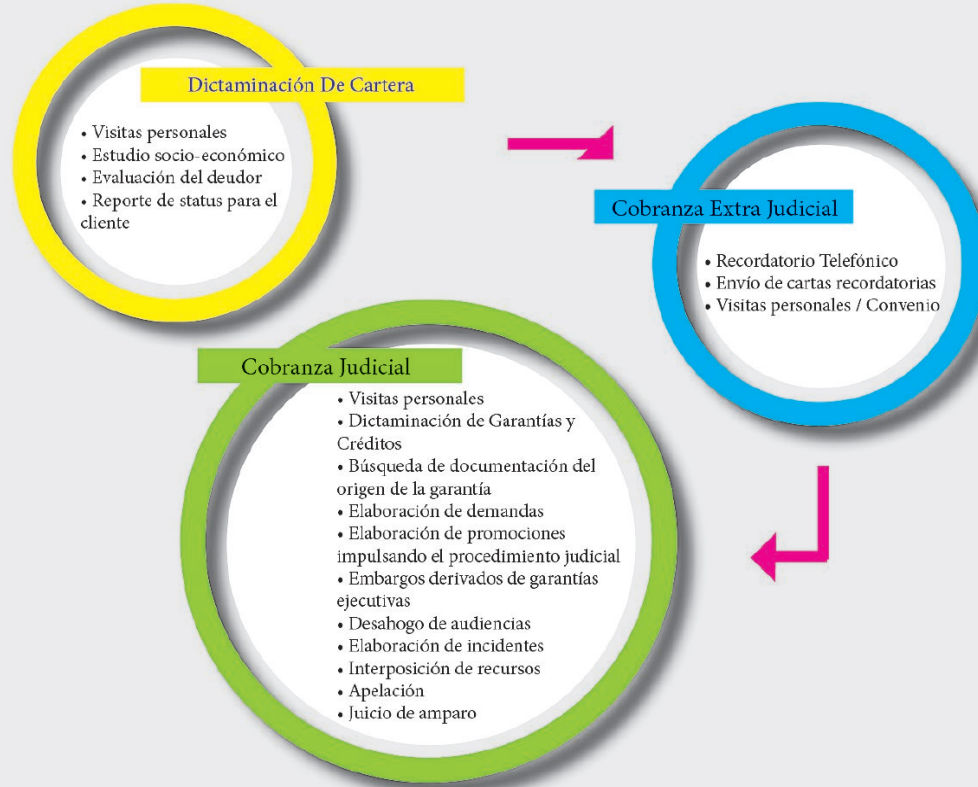 Dictaminación De Cartera
• Visitas personales
• Estudio socio-económico
• Evaluación del deudor
• Reporte de status para el
cliente
Cobranza Extra Judicial
• Recordatorio Telefónico
• Envío de cartas recordatorias
• Visitas personales / Convenio
Cobranza Judicial
• Visitas personales
• Dictaminación de Garantías y
Créditos
• Búsqueda de documentación del
origen de la garantía
• Elaboración de demandas
• Elaboración de promociones
impulsando el procedimiento judicial
• Embargos derivados de garantías
ejecutivas
• Desahogo de audiencias
• Elaboración de incidentes
• Interposición de recursos
• Apelación
• Juicio de amparo